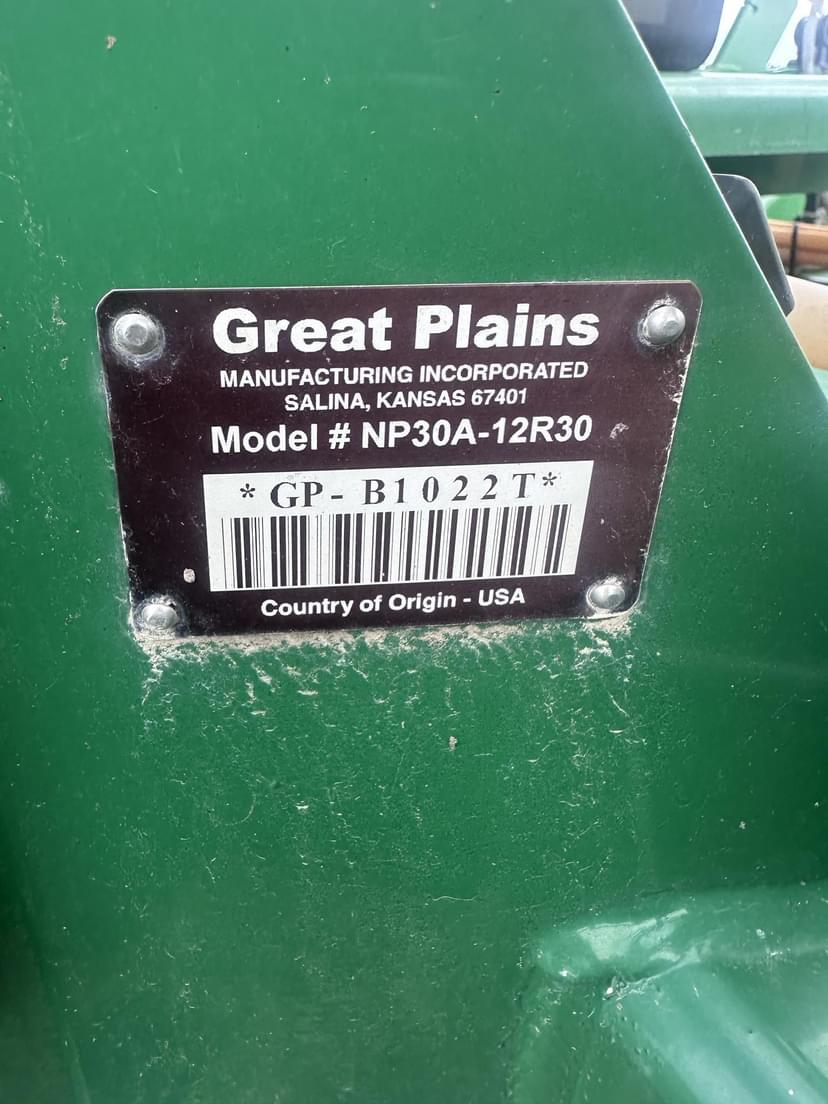 Great Plains
MANUFACTURING INCORPORATED
SALINA, KANSAS 67401
Model # NP30A-12R30
*GP-B1022T*
Country of Origin - USA